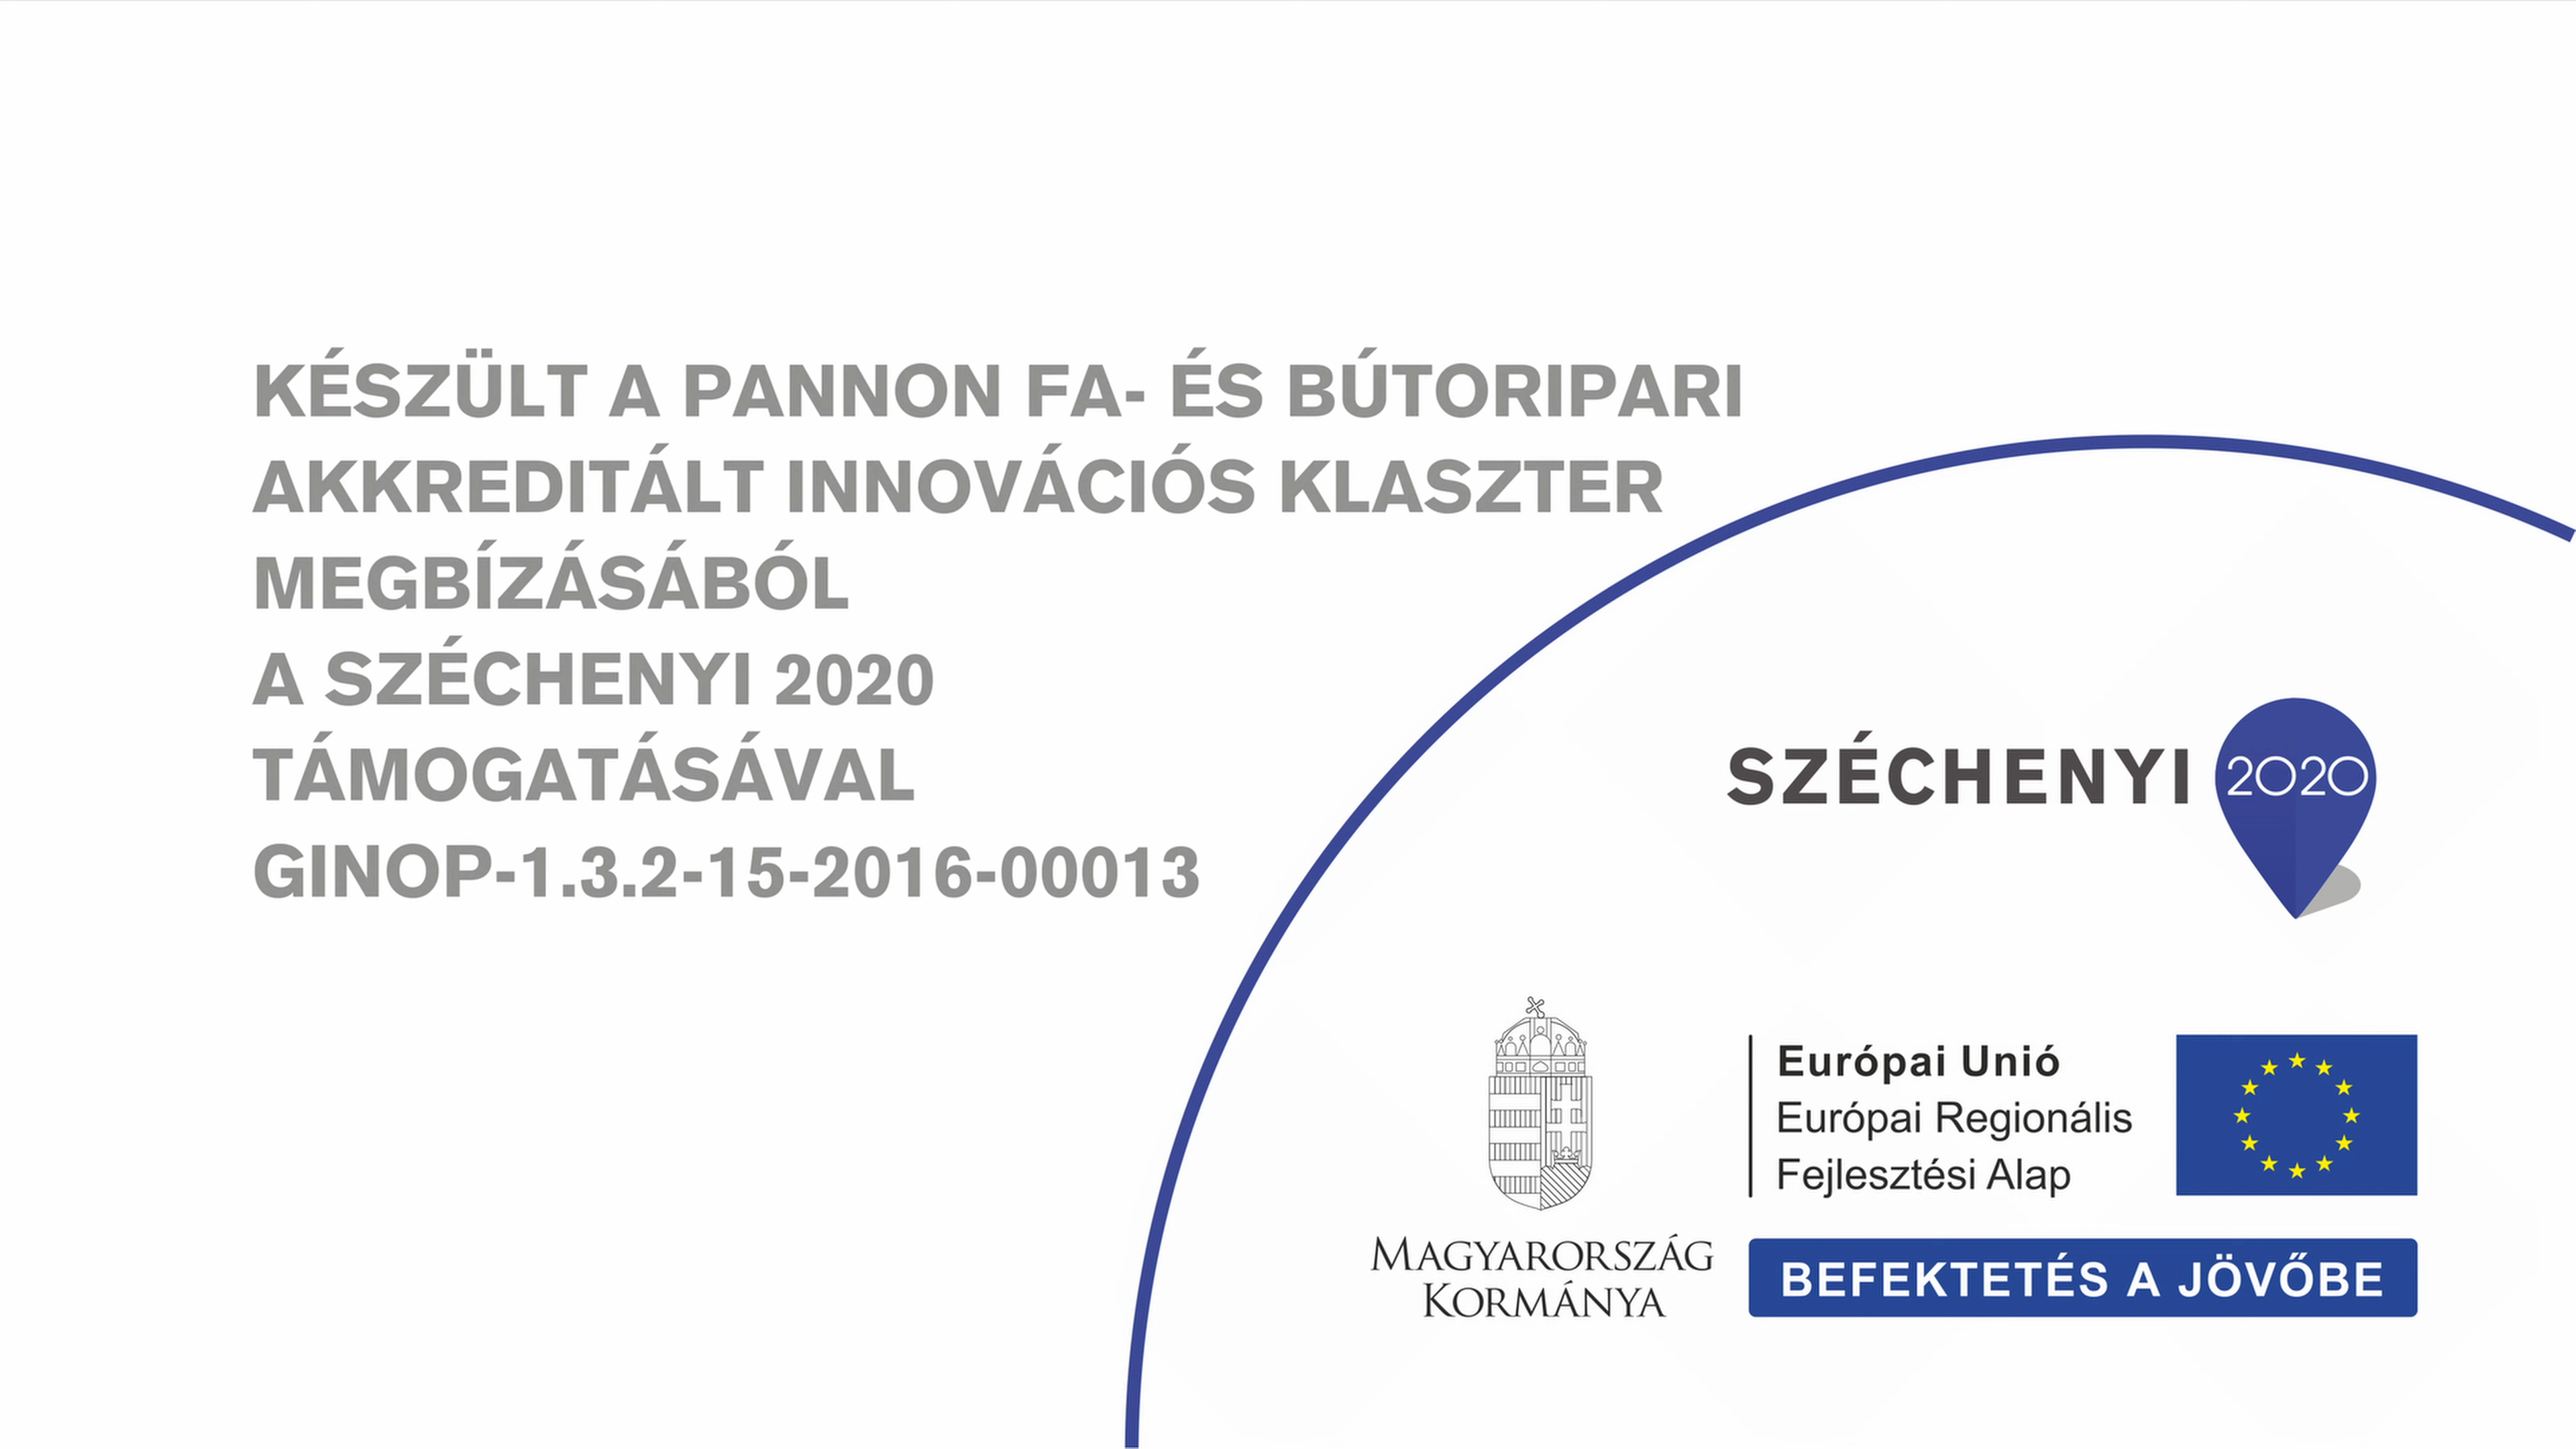 KÉSZÜLT A PANNON FA- ÉS BÚTORIPARI
AKKREDITÁLT INNOVÁCIÓS KLASZTER
MEGBÍZÁSÁBÓL
A SZÉCHENYI 2020
TÁMOGATÁSÁVAL
GINOP-1.3.2-15-2016-00013
SZÉCHENYI 2020
MAGYARORSZÁG
KORMÁNYA
Európai Unió
Európai Regionális
Fejlesztési Alap
BEFEKTETÉS A JÖVŐBE